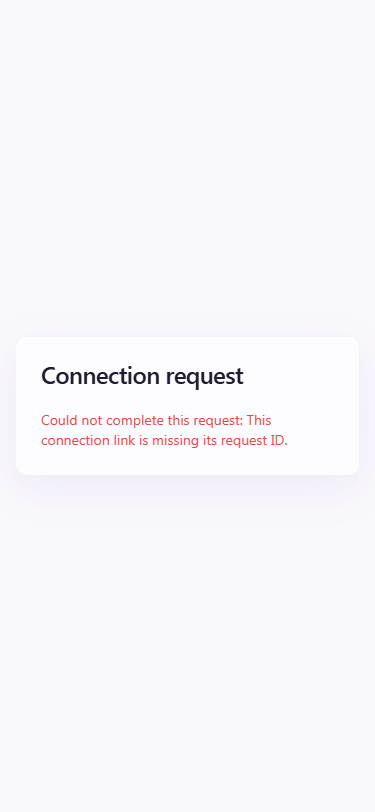 Connection request
Could not complete this request: This
connection link is missing its request ID.